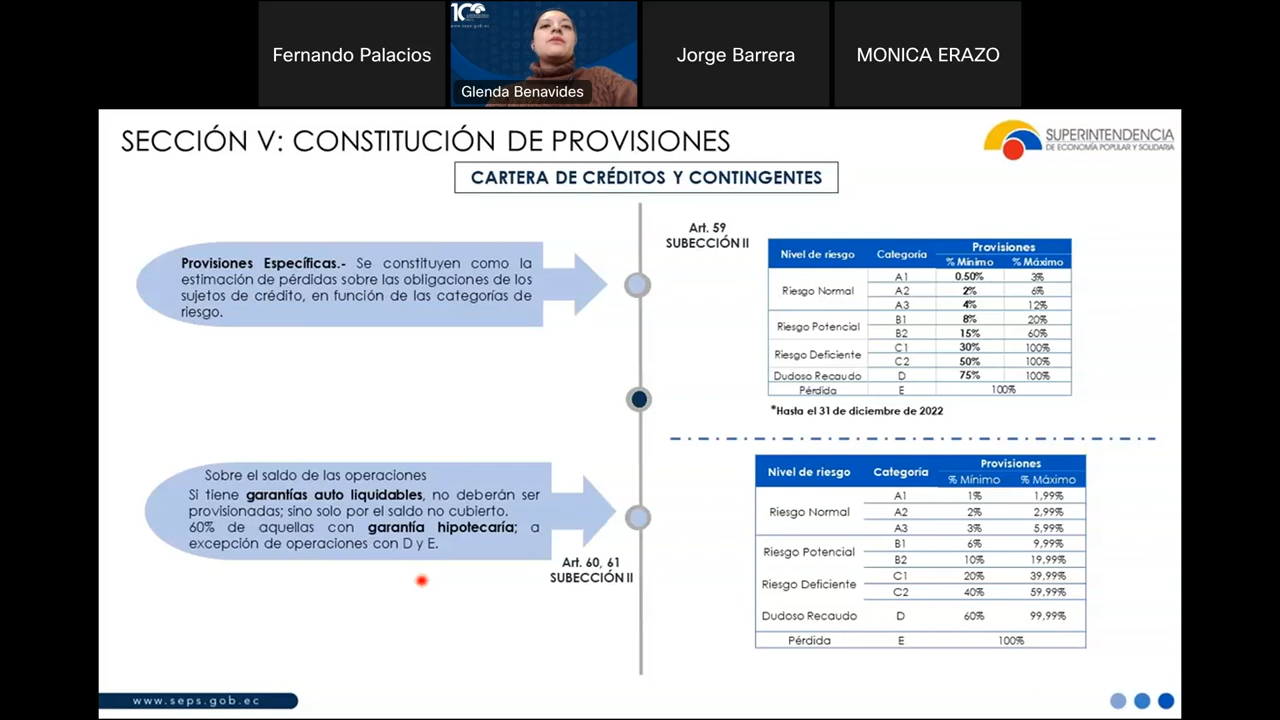 Fernando Palacios
100
www.seps.gob.ec
Glenda Benavides
Jorge Barrera
MONICA ERAZO
SECCIÓN V: CONSTITUCIÓN DE PROVISIONES
SUPERINTENDENCIA
DE ECONOMÍA POPULAR Y SOLIDARIA
CARTERA DE CRÉDITOS Y CONTINGENTES
Provisiones Específicas.- Se constituyen como la
estimación de pérdidas sobre las obligaciones de los
sujetos de crédito, en función de las categorías de
riesgo.
Art. 59
SUBECCIÓN II
Nivel de riesgo Categoría Provisiones
% Mínimo % Máximo
Riesgo Normal A1 0.50% 3%
A2 2% 6%
A3 4% 12%
Riesgo Potencial B1 8% 20%
B2 15% 60%
Riesgo Deficiente C1 30% 100%
C2 50% 100%
Dudoso Recaudo D 75% 100%
Pérdida E 100%
*Hasta el 31 de diciembre de 2022
Sobre el saldo de las operaciones
Si tiene garantías auto liquidables, no deberán ser
provisionadas; sino solo por el saldo no cubierto.
60% de aquellas con garantía hipotecaría; a
excepción de operaciones con D y E.
Art. 60, 61
SUBECCIÓN II
Nivel de riesgo Categoría Provisiones
% Mínimo % Máximo
Riesgo Normal A1 1% 1,99%
A2 2% 2,99%
A3 3% 5,99%
Riesgo Potencial B1 6% 9,99%
B2 10% 19,99%
Riesgo Deficiente C1 20% 39,99%
C2 40% 59,99%
Dudoso Recaudo D 60% 99,99%
Pérdida E 100%
www.seps.gob.ec